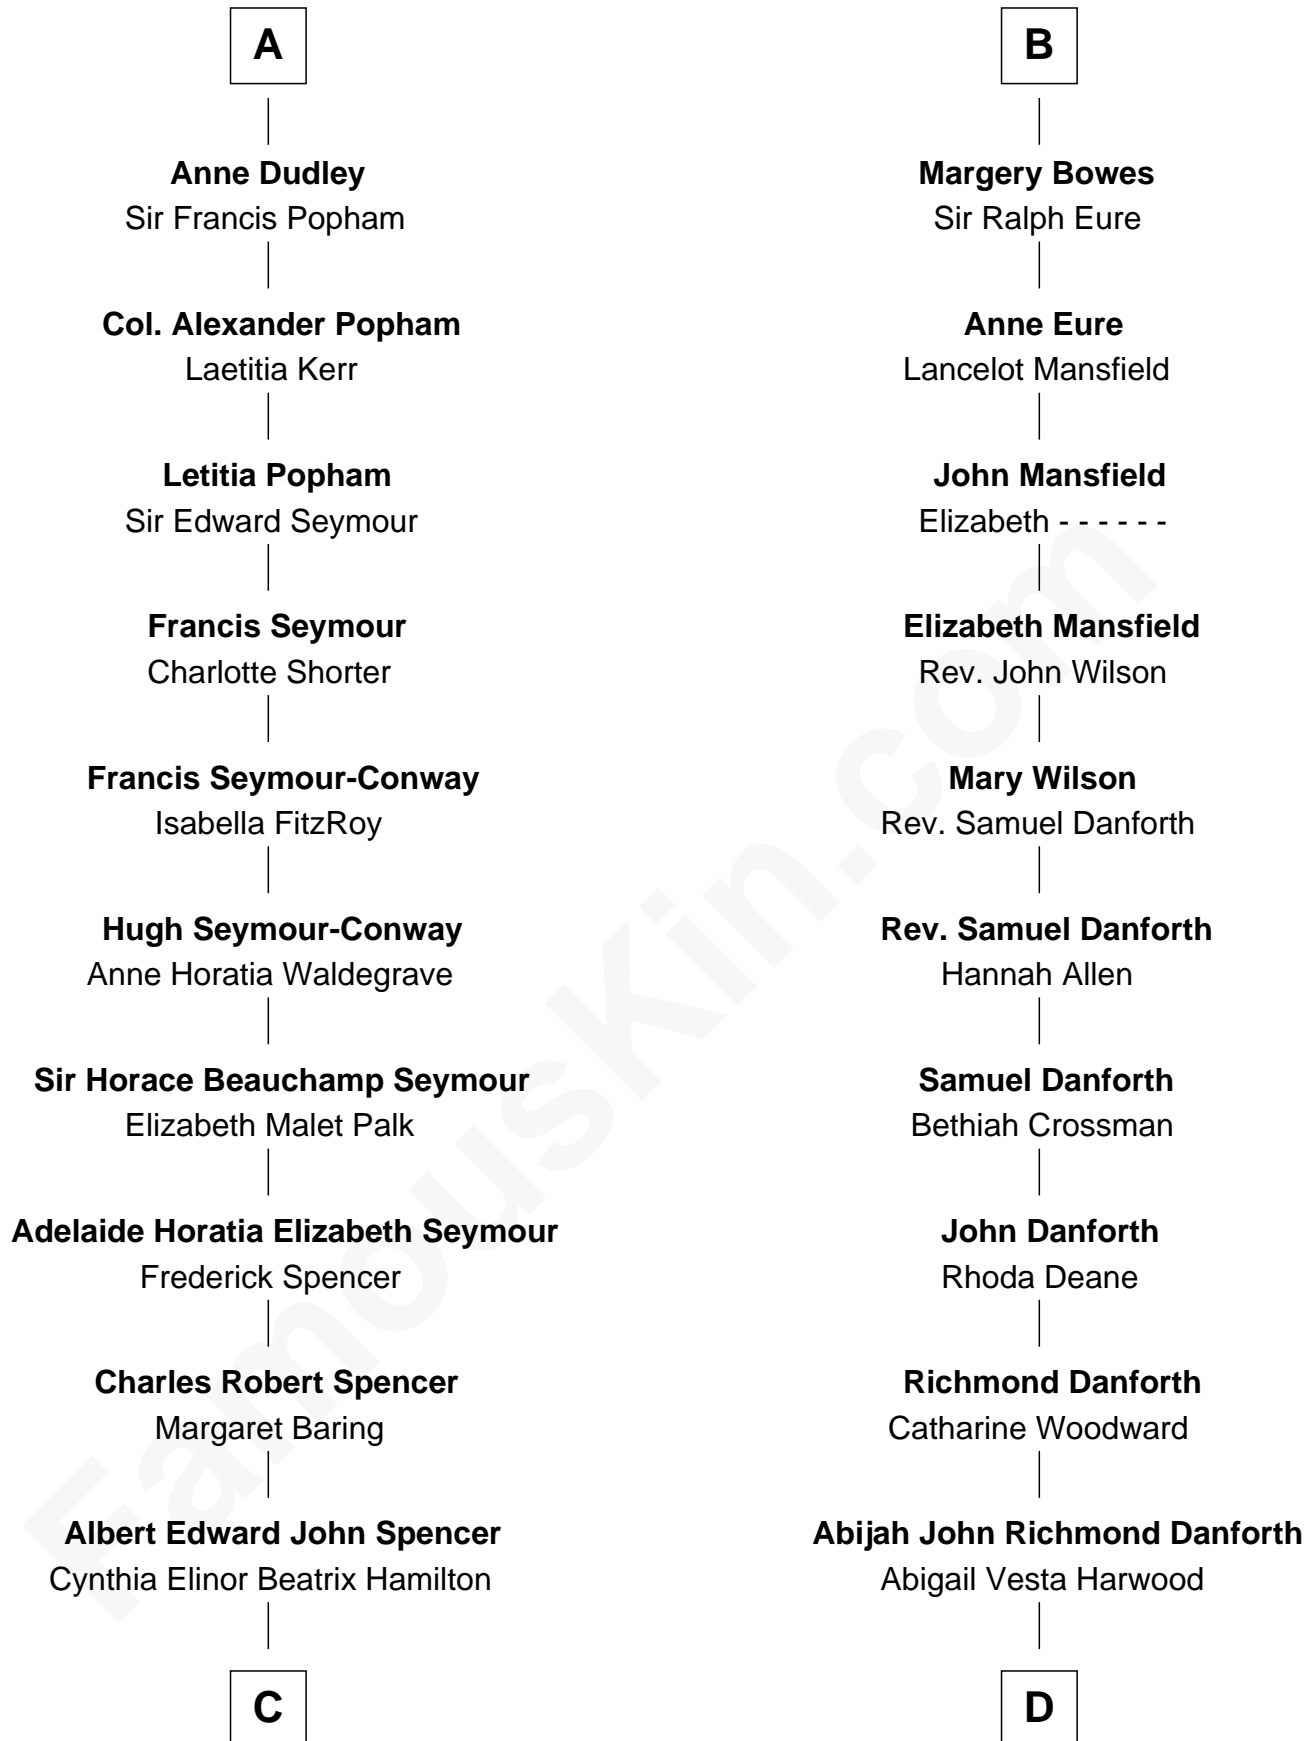 A
Anne Dudley
Sir Francis Popham
Col. Alexander Popham
Laetitia Kerr
Letitia Popham
Sir Edward Seymour
Francis Seymour
Charlotte Shorter
Francis Seymour-Conway
Isabella FitzRoy
Hugh Seymour-Conway
Anne Horatia Waldegrave
Sir Horace Beauchamp Seymour
Elizabeth Malet Palk
Adelaide Horatia Elizabeth Seymour
Frederick Spencer
Charles Robert Spencer
Margaret Baring
Albert Edward John Spencer
Cynthia Elinor Beatrix Hamilton
C
B
Margery Bowes
Sir Ralph Eure
Anne Eure
Lancelot Mansfield
John Mansfield
Elizabeth - - - - - -
Elizabeth Mansfield
Rev. John Wilson
Mary Wilson
Rev. Samuel Danforth
Rev. Samuel Danforth
Hannah Allen
Samuel Danforth
Bethiah Crossman
John Danforth
Rhoda Deane
Richmond Danforth
Catharine Woodward
Abijah John Richmond Danforth
Abigail Vesta Harwood
D
FamousKin.com